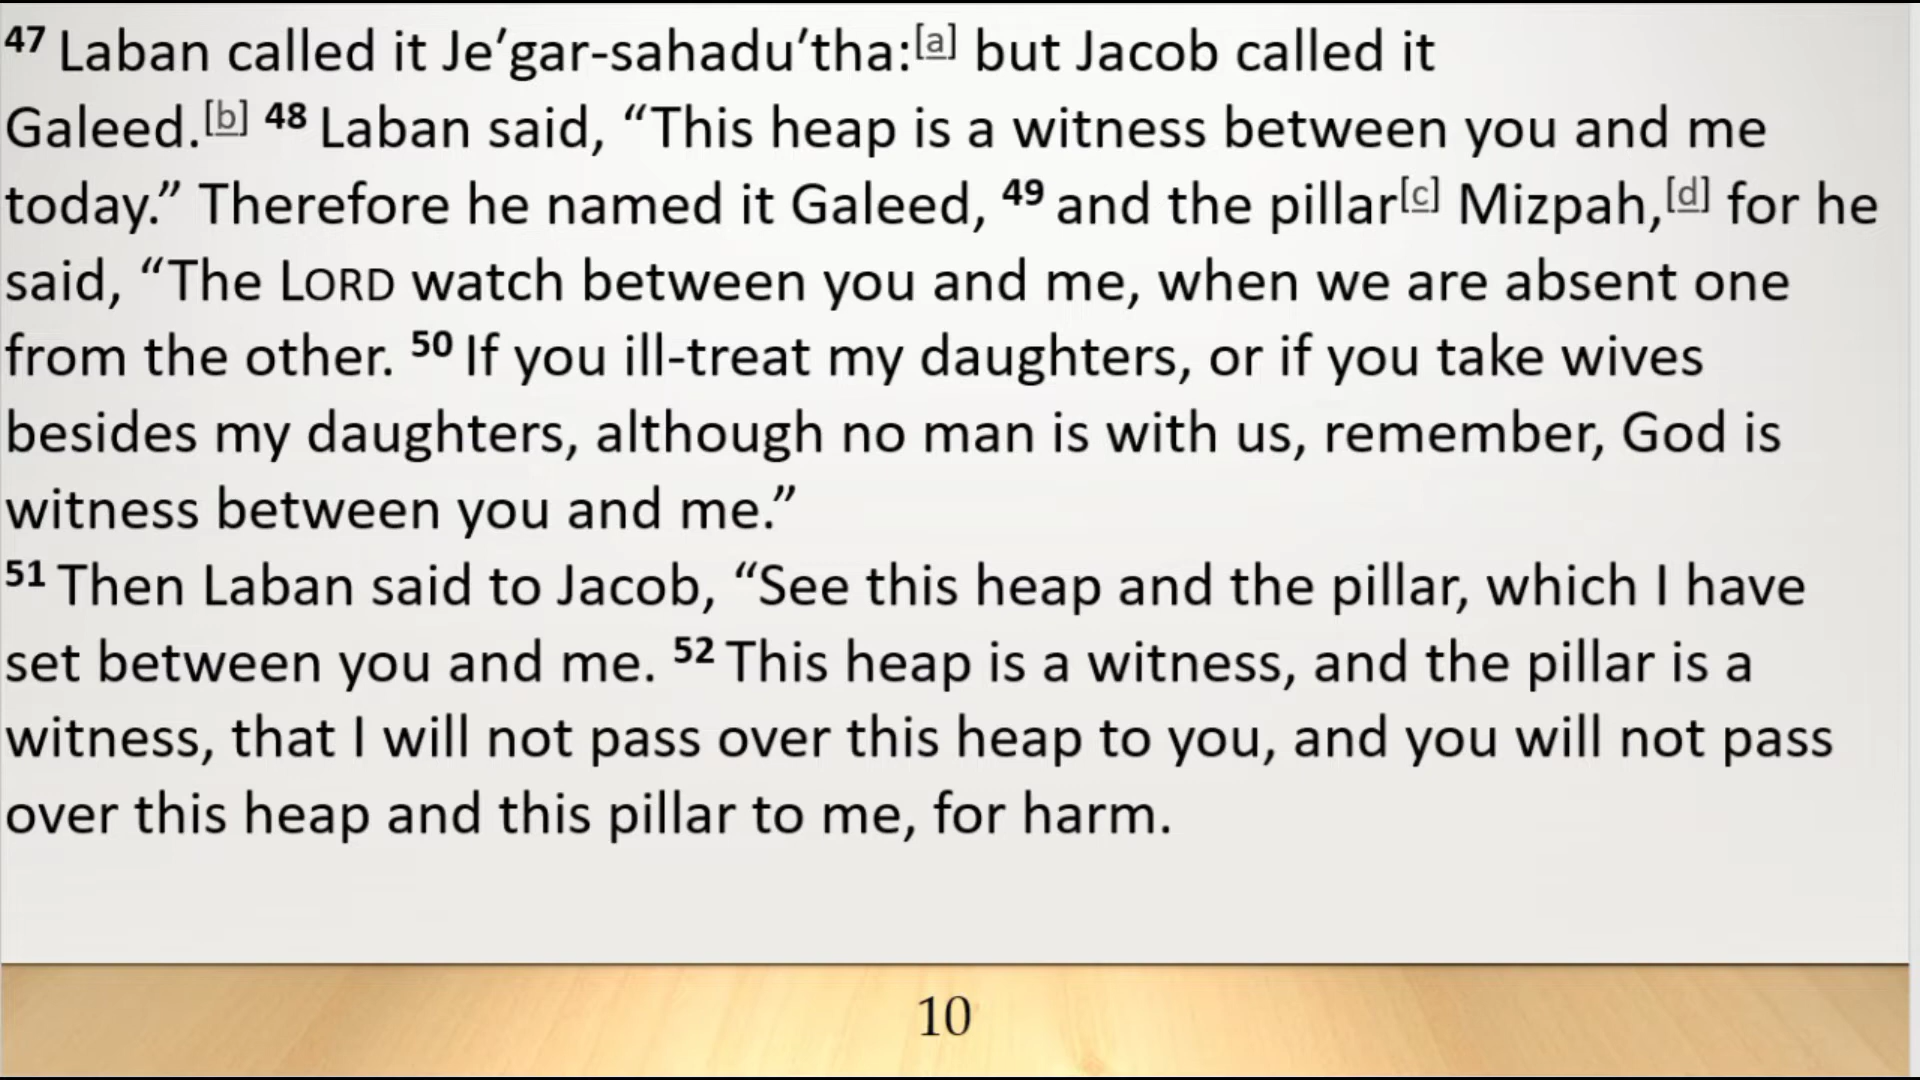 47 Laban called it Je′gar-sahadu′tha:[a] but Jacob called it
Galeed.[b] 48 Laban said, “This heap is a witness between you and me
today.” Therefore he named it Galeed, 49 and the pillar[c] Mizpah,[d] for he
said, “The LORD watch between you and me, when we are absent one
from the other. 50 If you ill-treat my daughters, or if you take wives
besides my daughters, although no man is with us, remember, God is
witness between you and me.”
51 Then Laban said to Jacob, “See this heap and the pillar, which I have
set between you and me. 52 This heap is a witness, and the pillar is a
witness, that I will not pass over this heap to you, and you will not pass
over this heap and this pillar to me, for harm.
10